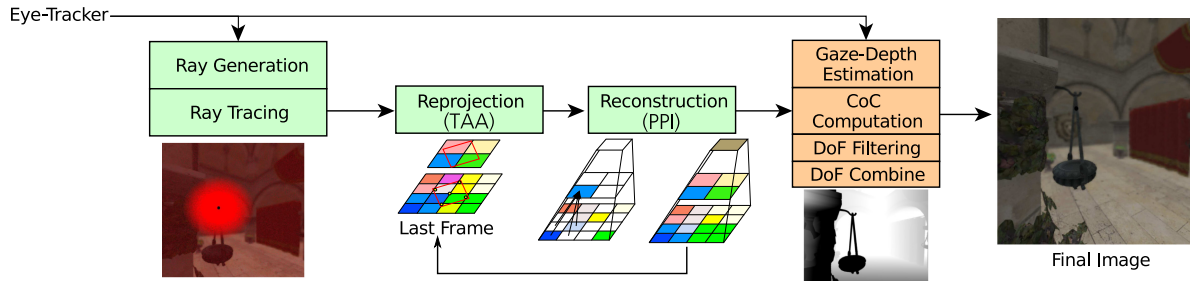 Eye-Tracker
Ray Generation
Ray Tracing
Reprojection
(TAA)
Last Frame
Reconstruction
(PPI)
Gaze-Depth
Estimation
CoC
Computation
DoF Filtering
DoF Combine
Final Image